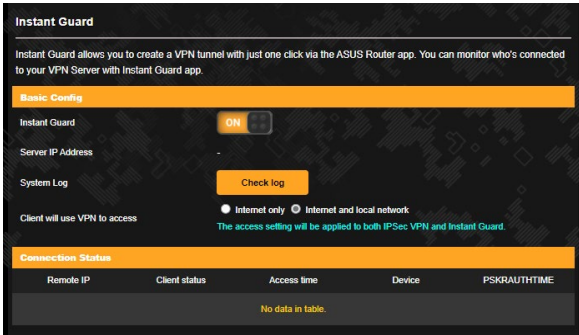 Instant Guard
Instant Guard allows you to create a VPN tunnel with just one click via the ASUS Router app. You can monitor who's connected
to your VPN Server with Instant Guard app.
Basic Config
Instant Guard ON
Server IP Address -
System Log Check log
Client will use VPN to access Internet only Internet and local network
The access setting will be applied to both IPSec VPN and Instant Guard.
Connection Status
Remote IP Client status Access time Device PSKRAUTHTIME
No data in table.